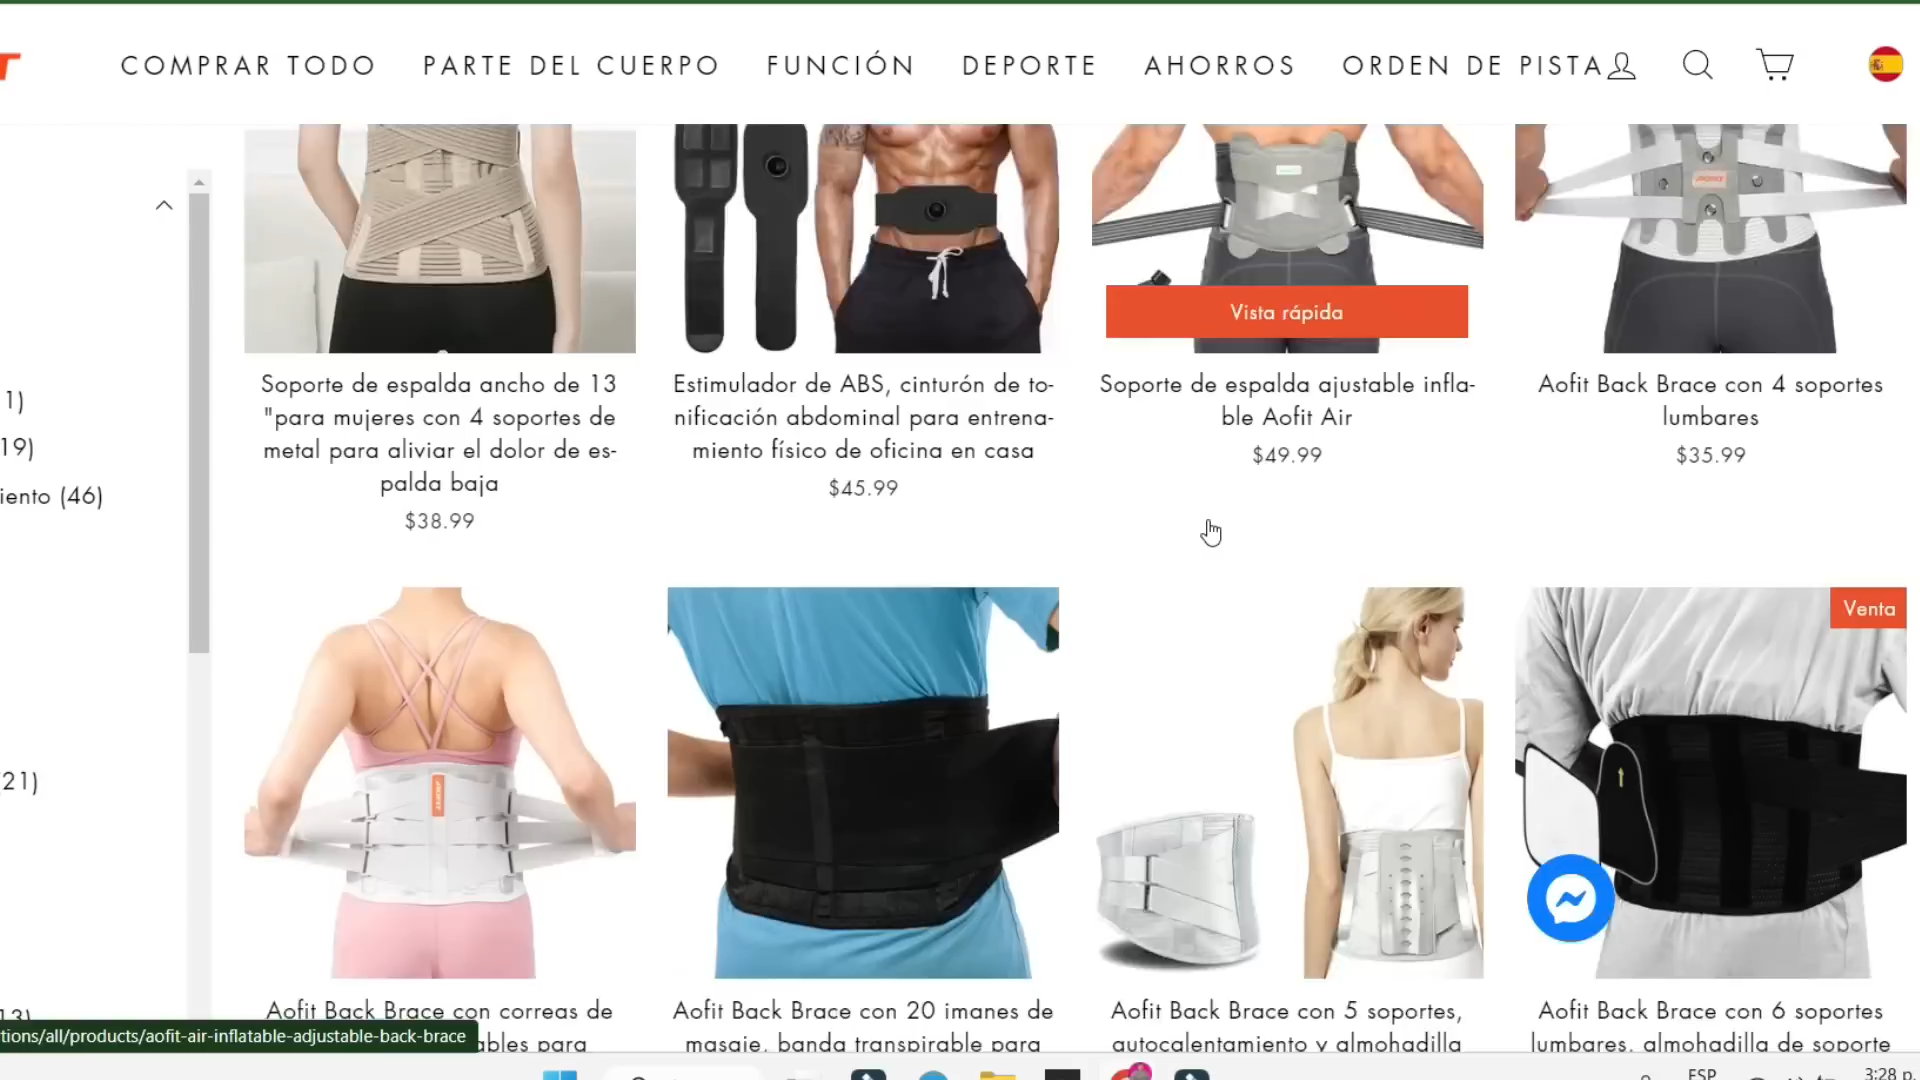 COMPRAR TODO PARTE DEL CUERPO FUNCIÓN DEPORTE AHORROS ORDEN DE PISTA
1)
19)
iento (46)
21)
13)
Vista rápida
Soporte de espalda ancho de 13
"para mujeres con 4 soportes de
metal para aliviar el dolor de es-
palda baja
$38.99
Estimulador de ABS, cinturón de to-
nificación abdominal para entrena-
miento físico de oficina en casa
$45.99
Soporte de espalda ajustable infla-
ble Aofit Air
$49.99
Aofit Back Brace con 4 soportes
lumbares
$35.99
Venta
Aofit Back Brace con correas de
ables para
Aofit Back Brace con 20 imanes de
masaje, banda transpirable para
Aofit Back Brace con 5 soportes,
autocalentamiento y almohadilla
Aofit Back Brace con 6 soportes
lumbares, almohadilla de soporte
tions/all/products/aofit-air-inflatable-adjustable-back-brace
ESP
3:28 p.